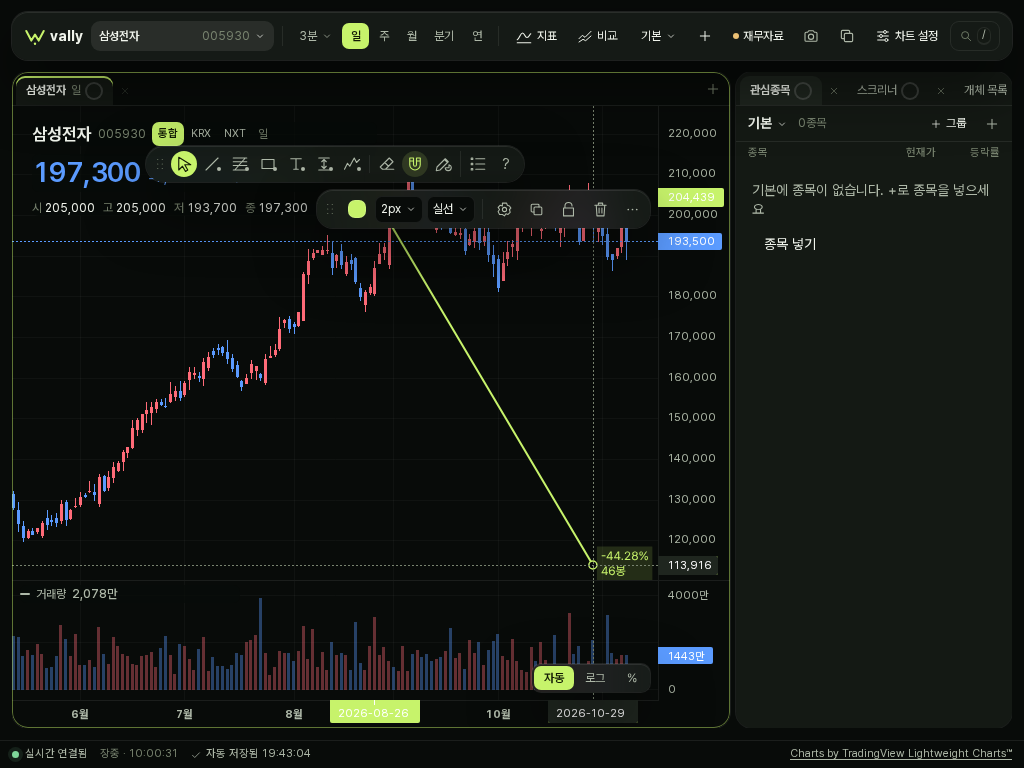 vally 삼성전자 005930 3분 일 주 월 분기 연 지표 비교 기본 재무자료 차트 설정 /
삼성전자 일
관심종목 스크리너 개체 목록
삼성전자 005930 통합 KRX NXT 일
기본 0종목 그룹
197,300
종목 현재가 등락률
시 205,000 고 205,000 저 193,700 종 197,300
2px 실선
기본에 종목이 없습니다. +로 종목을 넣으세
요
종목 넣기
220,000
210,000
204,439
200,000
193,500
180,000
170,000
160,000
150,000
140,000
130,000
120,000
113,916
-44.28%
46봉
거래량 2,078만
4000만
1443만
0
자동 로그 %
6월 7월 8월 2026-08-26 10월 2026-10-29
실시간 연결됨 장중 · 10:00:31 자동 저장됨 19:43:04
Charts by TradingView Lightweight Charts™